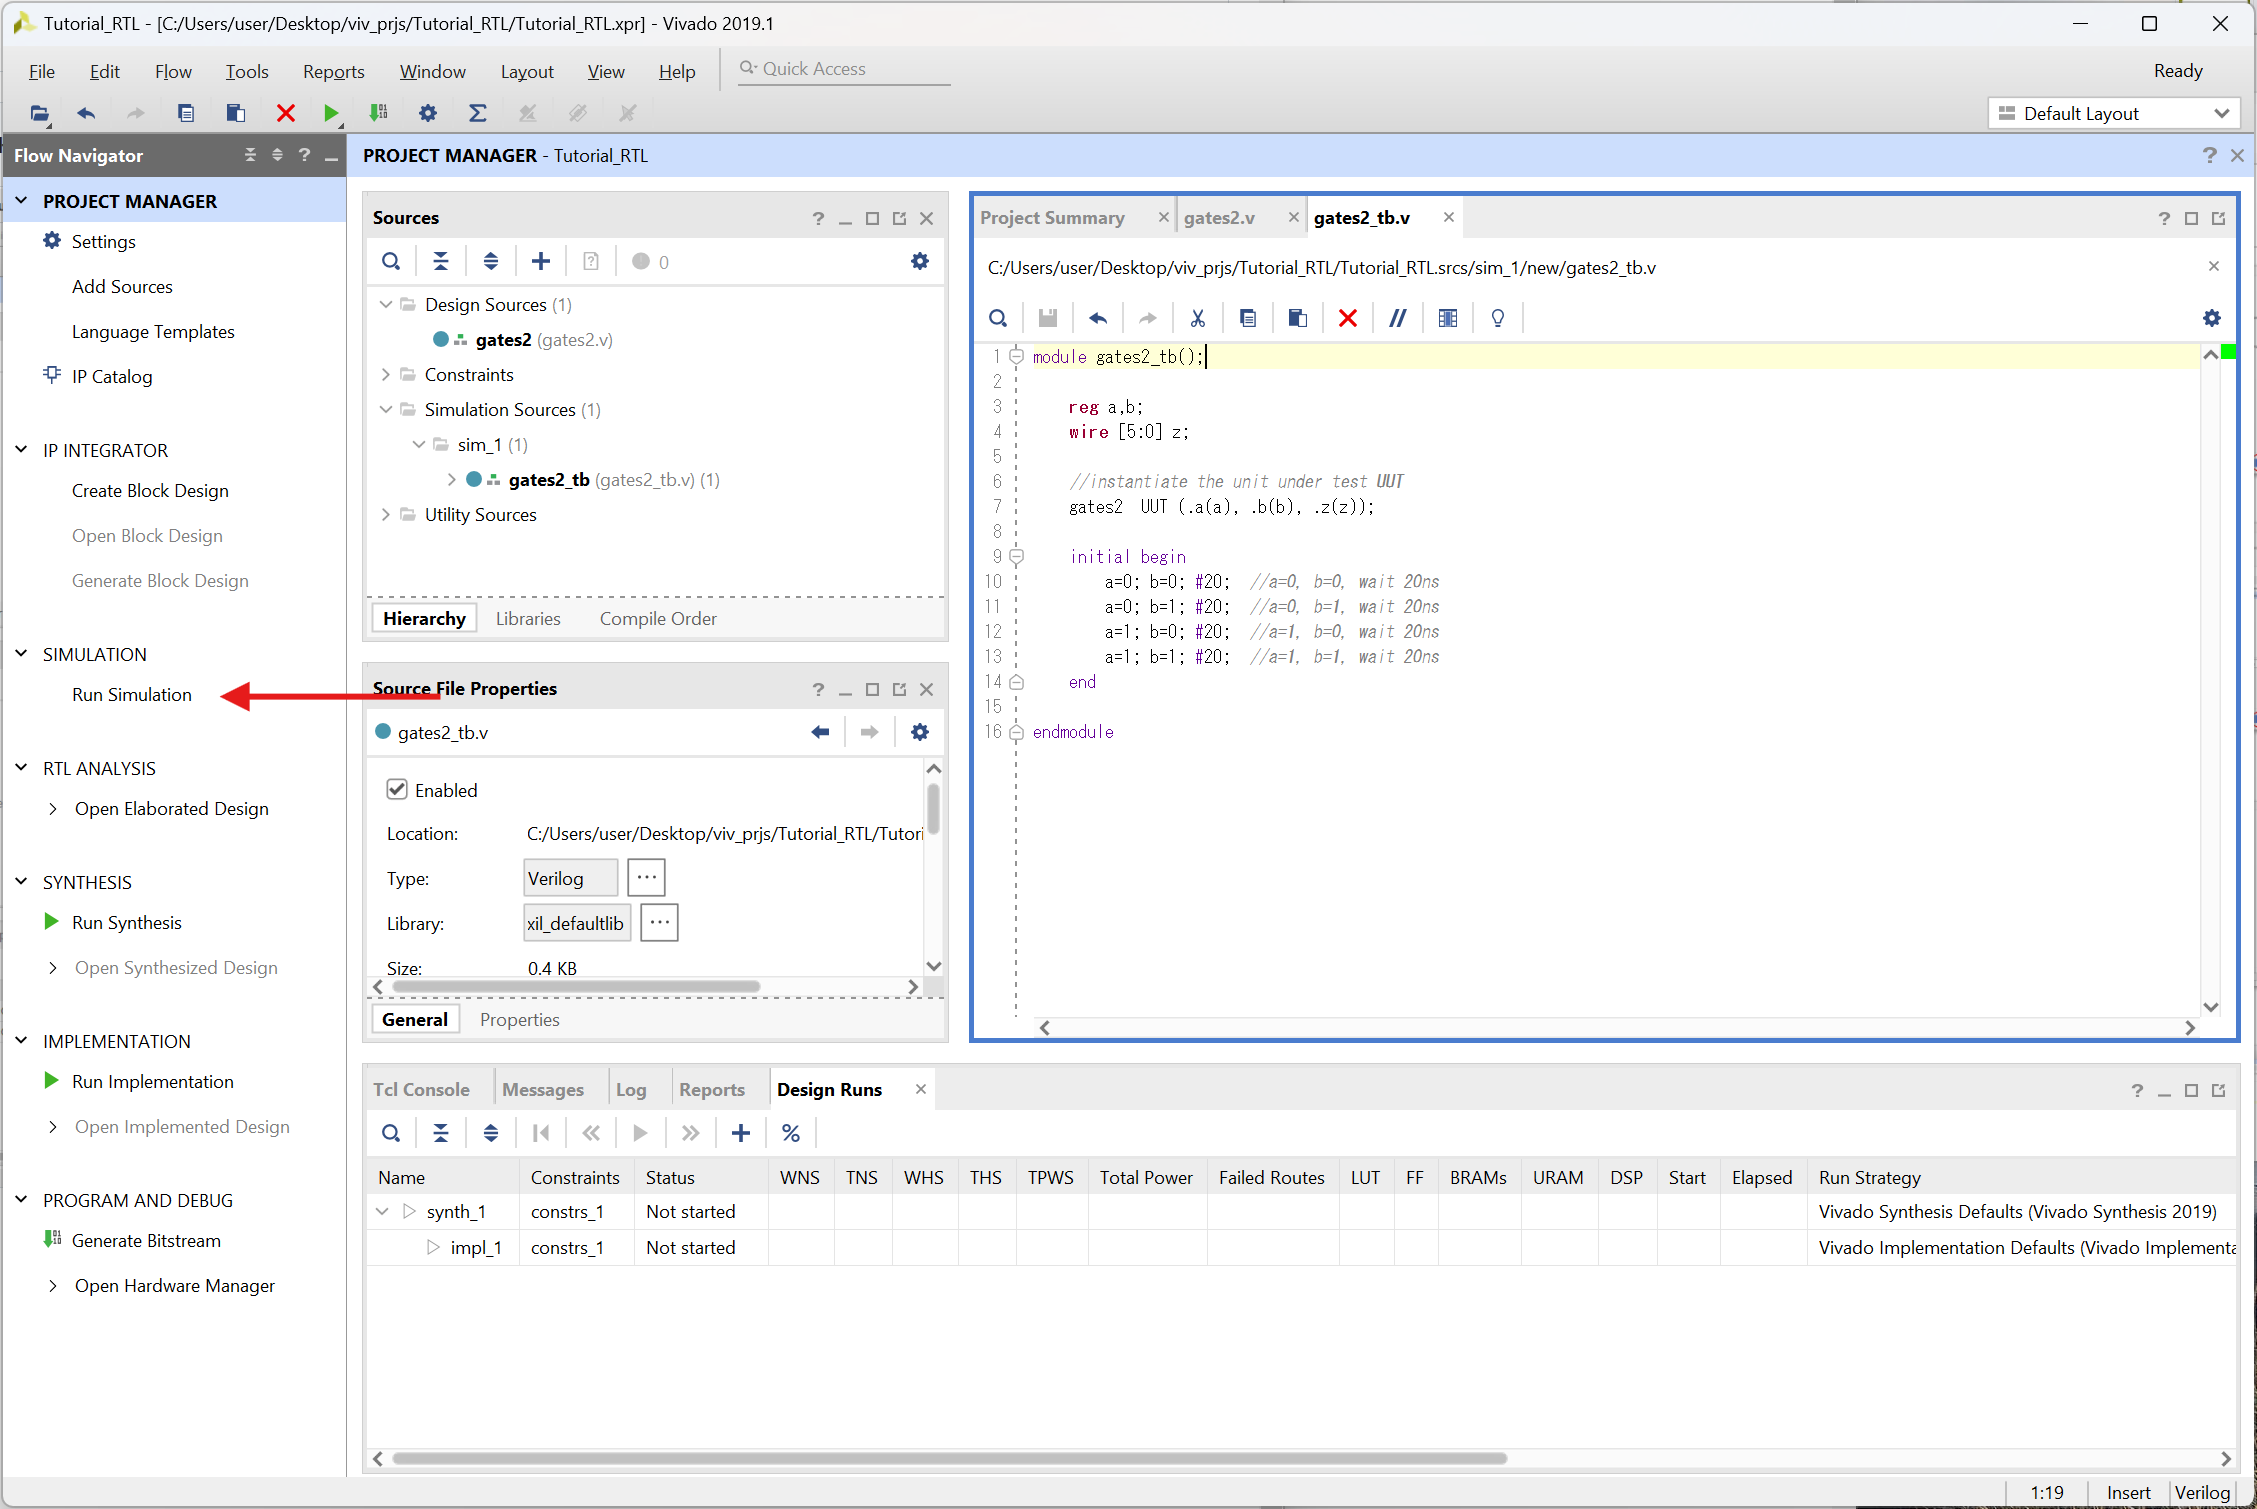 Tutorial_RTL - [C:/Users/user/Desktop/viv_prjs/Tutorial_RTL/Tutorial_RTL.xpr] - Vivado 2019.1
File Edit Flow Tools Reports Window Layout View Help Quick Access Ready
Default Layout
Flow Navigator
PROJECT MANAGER
Settings
Add Sources
Language Templates
IP Catalog
IP INTEGRATOR
Create Block Design
Open Block Design
Generate Block Design
SIMULATION
Run Simulation
RTL ANALYSIS
Open Elaborated Design
SYNTHESIS
Run Synthesis
Open Synthesized Design
IMPLEMENTATION
Run Implementation
Open Implemented Design
PROGRAM AND DEBUG
Generate Bitstream
Open Hardware Manager
PROJECT MANAGER - Tutorial_RTL
Sources
0
Design Sources (1)
gates2 (gates2.v)
Constraints
Simulation Sources (1)
sim_1 (1)
gates2_tb (gates2_tb.v) (1)
Utility Sources
Hierarchy Libraries Compile Order
Source File Properties
gates2_tb.v
Enabled
Location: C:/Users/user/Desktop/viv_prjs/Tutorial_RTL/Tutori
Type: Verilog ...
Library: xil_defaultlib ...
Size: 0.4 KB
General Properties
Project Summary gates2.v gates2_tb.v
C:/Users/user/Desktop/viv_prjs/Tutorial_RTL/Tutorial_RTL.srcs/sim_1/new/gates2_tb.v
1 module gates2_tb();
2
3 reg a,b;
4 wire [5:0] z;
5
6 //instantiate the unit under test UUT
7 gates2 UUT (.a(a), .b(b), .z(z));
8
9 initial begin
10 a=0; b=0; #20; //a=0, b=0, wait 20ns
11 a=0; b=1; #20; //a=0, b=1, wait 20ns
12 a=1; b=0; #20; //a=1, b=0, wait 20ns
13 a=1; b=1; #20; //a=1, b=1, wait 20ns
14 end
15
16 endmodule
Tcl Console Messages Log Reports Design Runs
Name Constraints Status WNS TNS WHS THS TPWS Total Power Failed Routes LUT FF BRAMs URAM DSP Start Elapsed Run Strategy
synth_1 constrs_1 Not started Vivado Synthesis Defaults (Vivado Synthesis 2019)
impl_1 constrs_1 Not started Vivado Implementation Defaults (Vivado Implementa
1:19 Insert Verilog